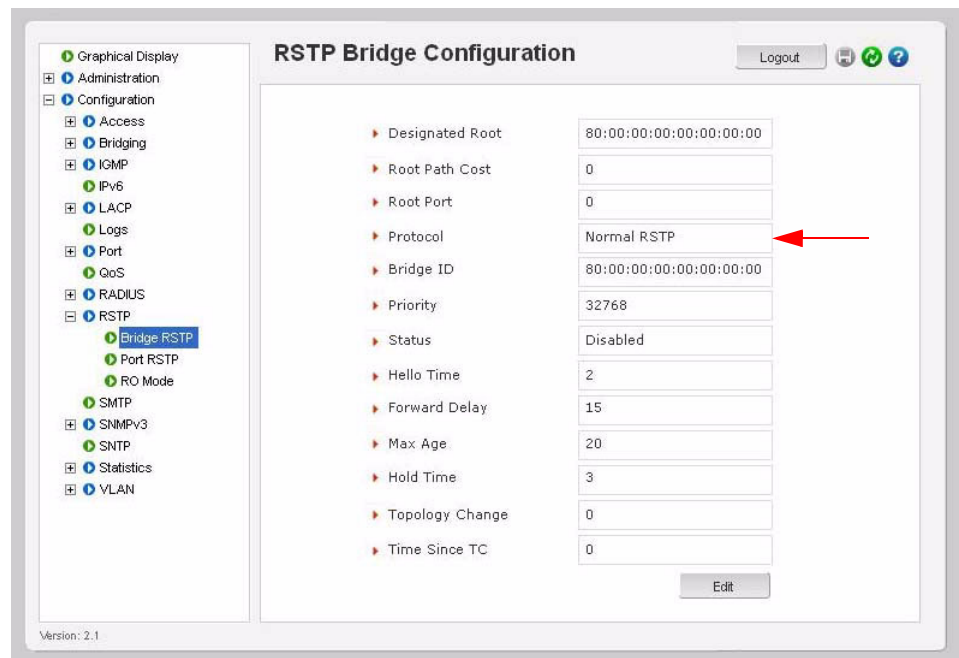 RSTP Bridge Configuration
Logout
Graphical Display
Administration
Configuration
Access
Bridging
IGMP
IPv6
LACP
Logs
Port
QoS
RADIUS
RSTP
Bridge RSTP
Port RSTP
RO Mode
SMTP
SNMPv3
SNTP
Statistics
VLAN
Designated Root 80:00:00:00:00:00:00:00
Root Path Cost 0
Root Port 0
Protocol Normal RSTP
Bridge ID 80:00:00:00:00:00:00:00
Priority 32768
Status Disabled
Hello Time 2
Forward Delay 15
Max Age 20
Hold Time 3
Topology Change 0
Time Since TC 0
Edit
Version: 2.1